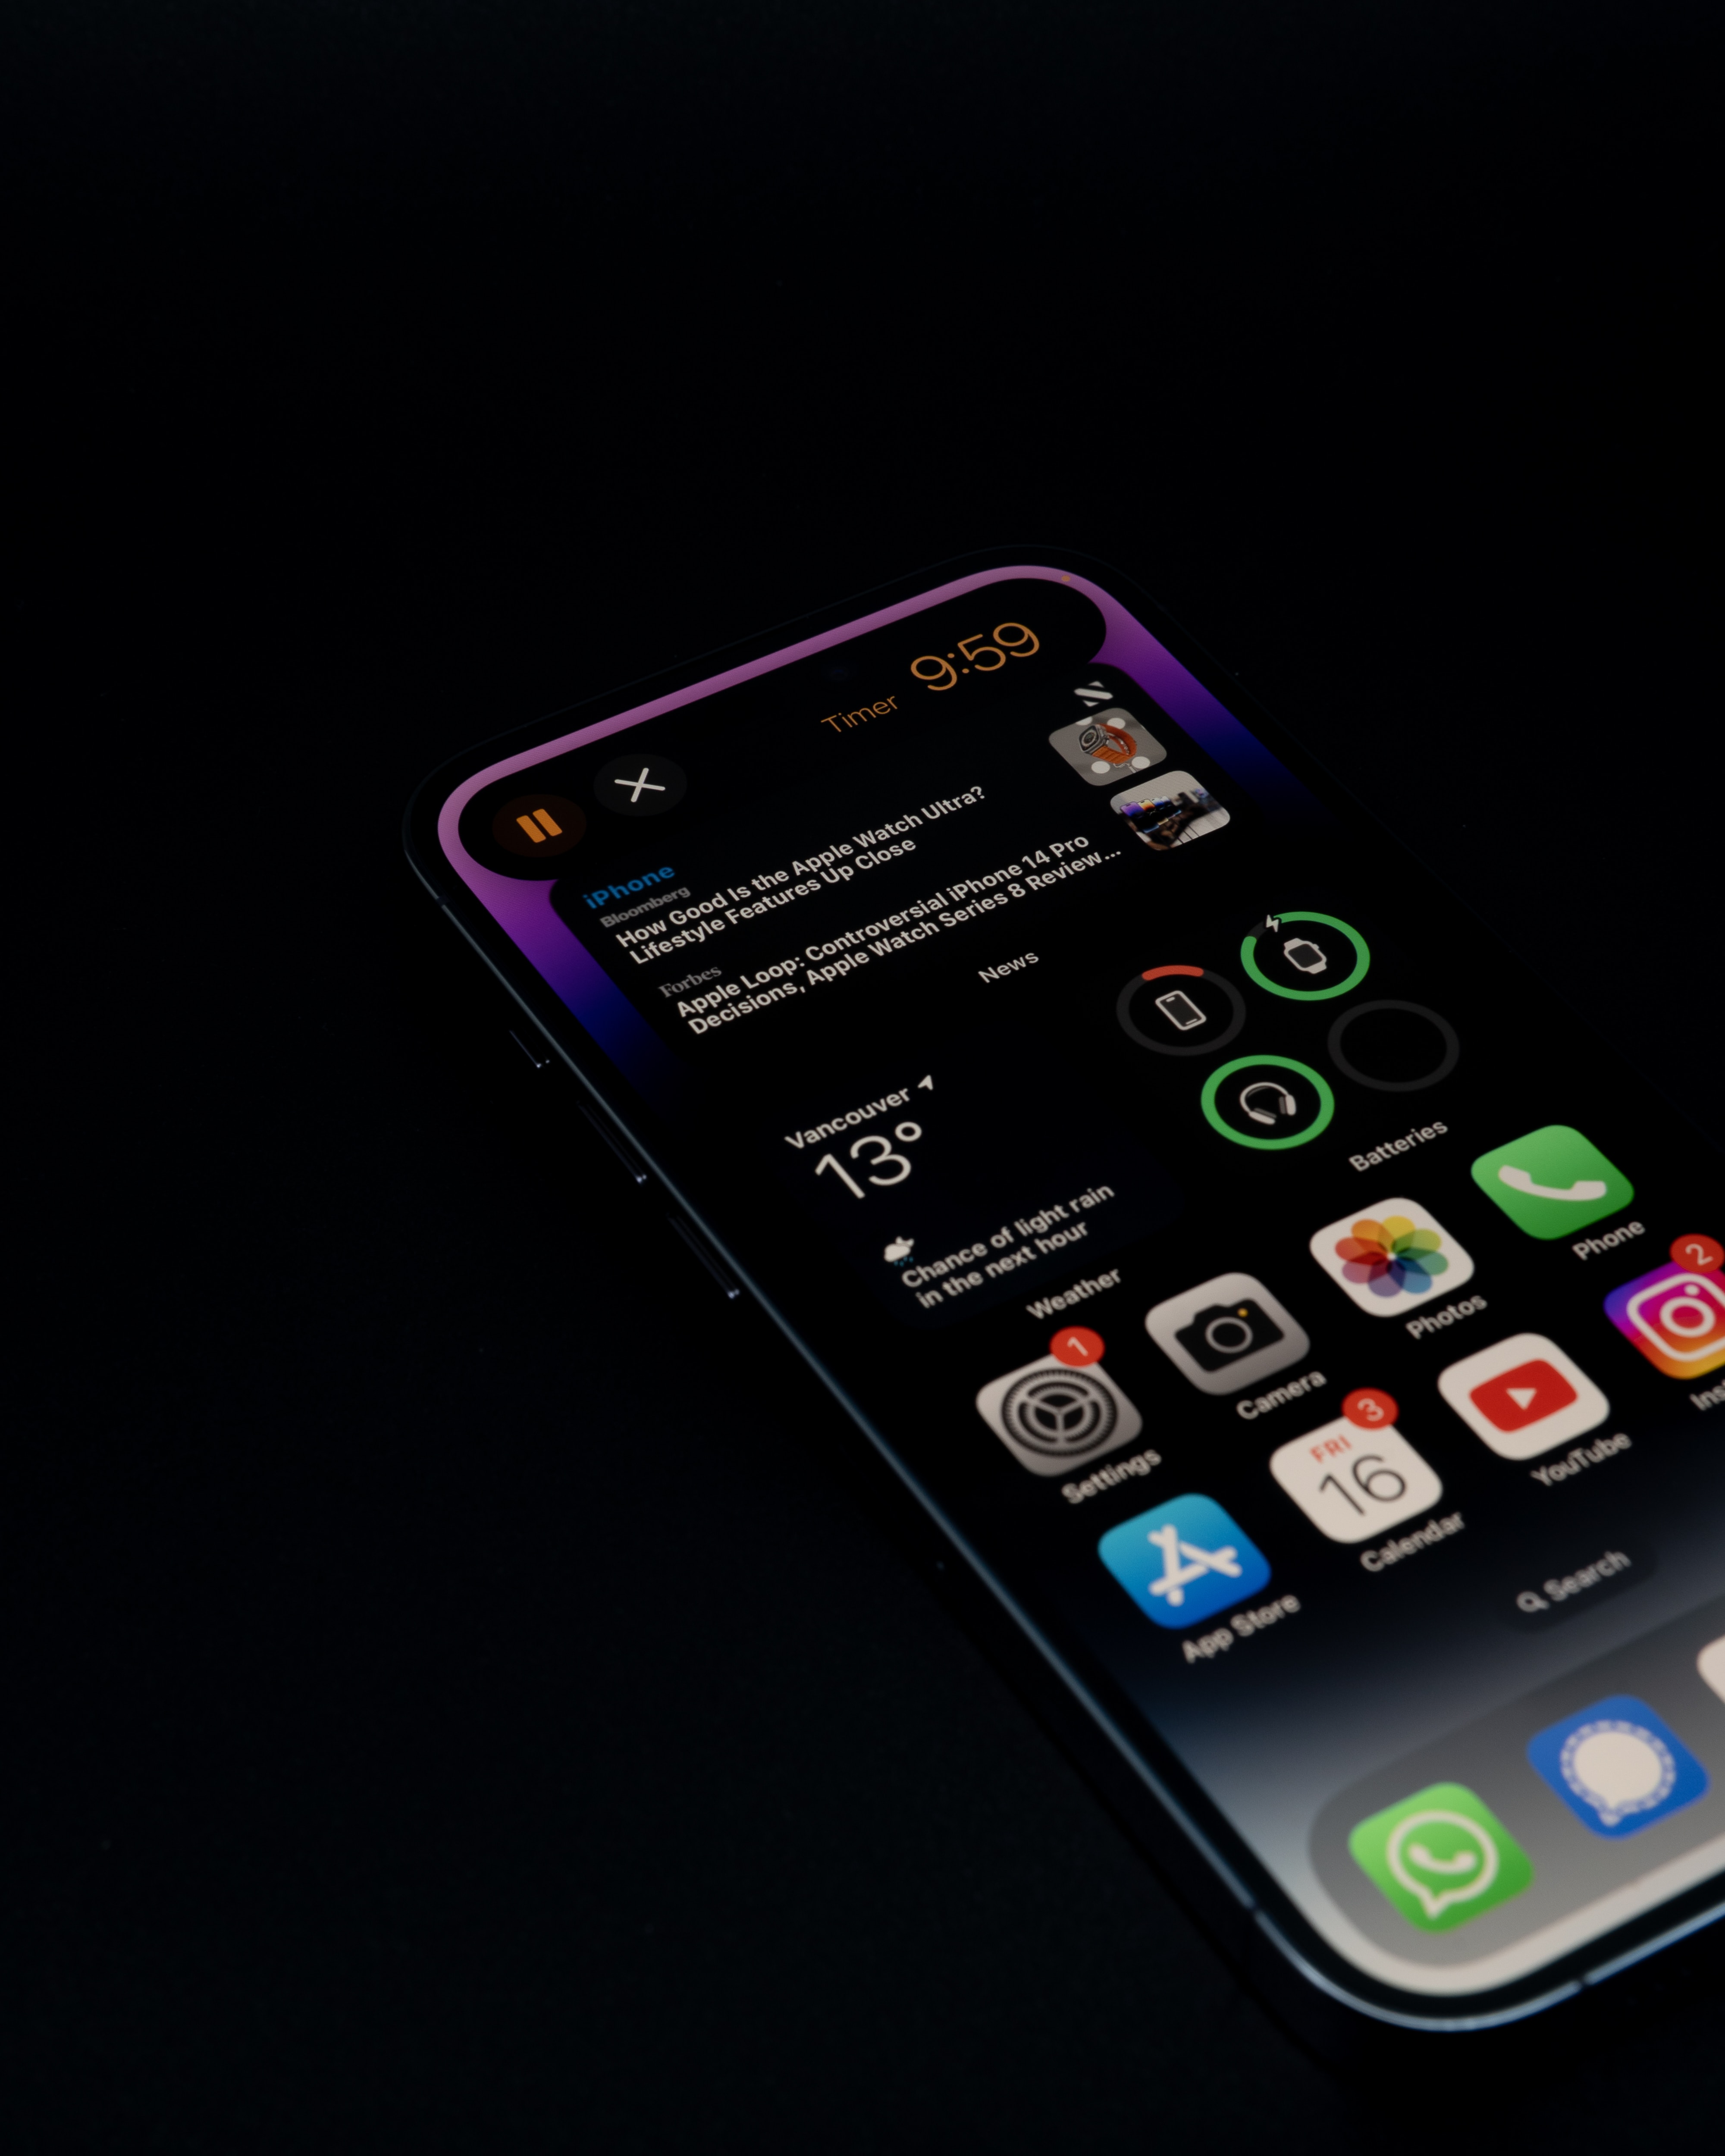 Timer 9:59
iPhone
Bloomberg
How Good Is the Apple Watch Ultra?
Lifestyle Features Up Close
Forbes
Apple Loop: Controversial iPhone 14 Pro
Decisions, Apple Watch Series 8 Review...
News
Vancouver
13°
Chance of light rain
in the next hour
Weather
Batteries
1
Settings
Camera
Photos
Phone
App Store
3
FRI
16
Calendar
YouTube
2
Ins
Search